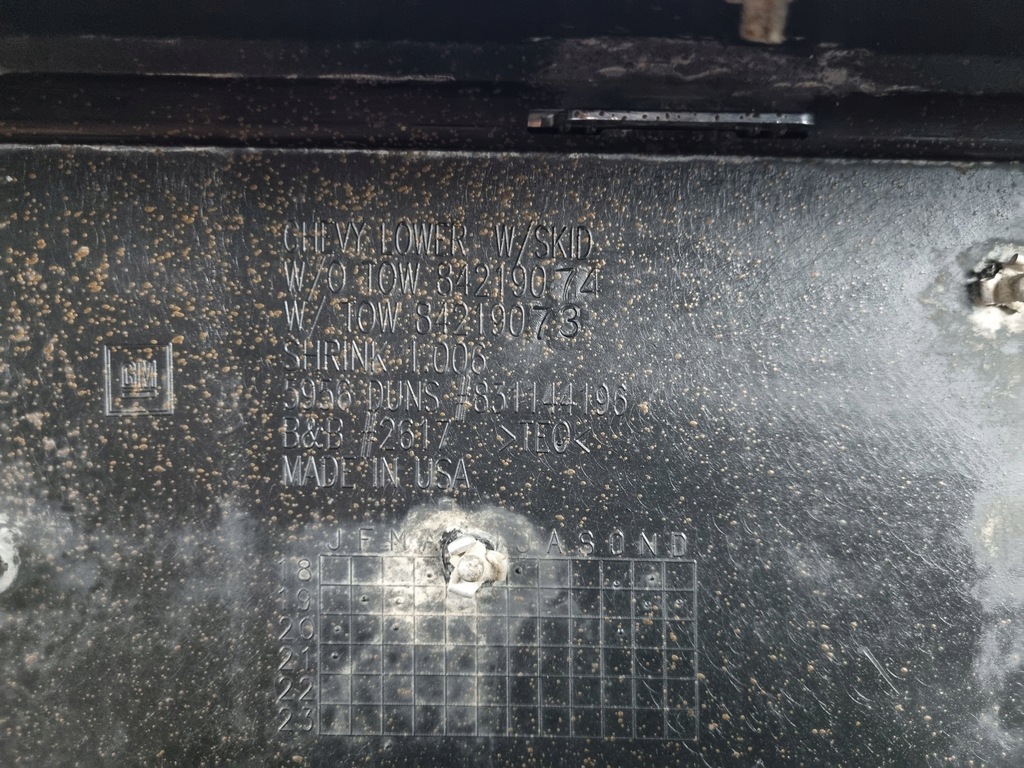 CHEVY LOWER W/SKID
W/O TOW 84219074
W/ TOW 84219073
SHRINK 1.006
GM
5956 DUNS #831144196
B&B #2617 >TEO<
MADE IN USA
J F M A J A S O N D
18
19
20
21
22
23